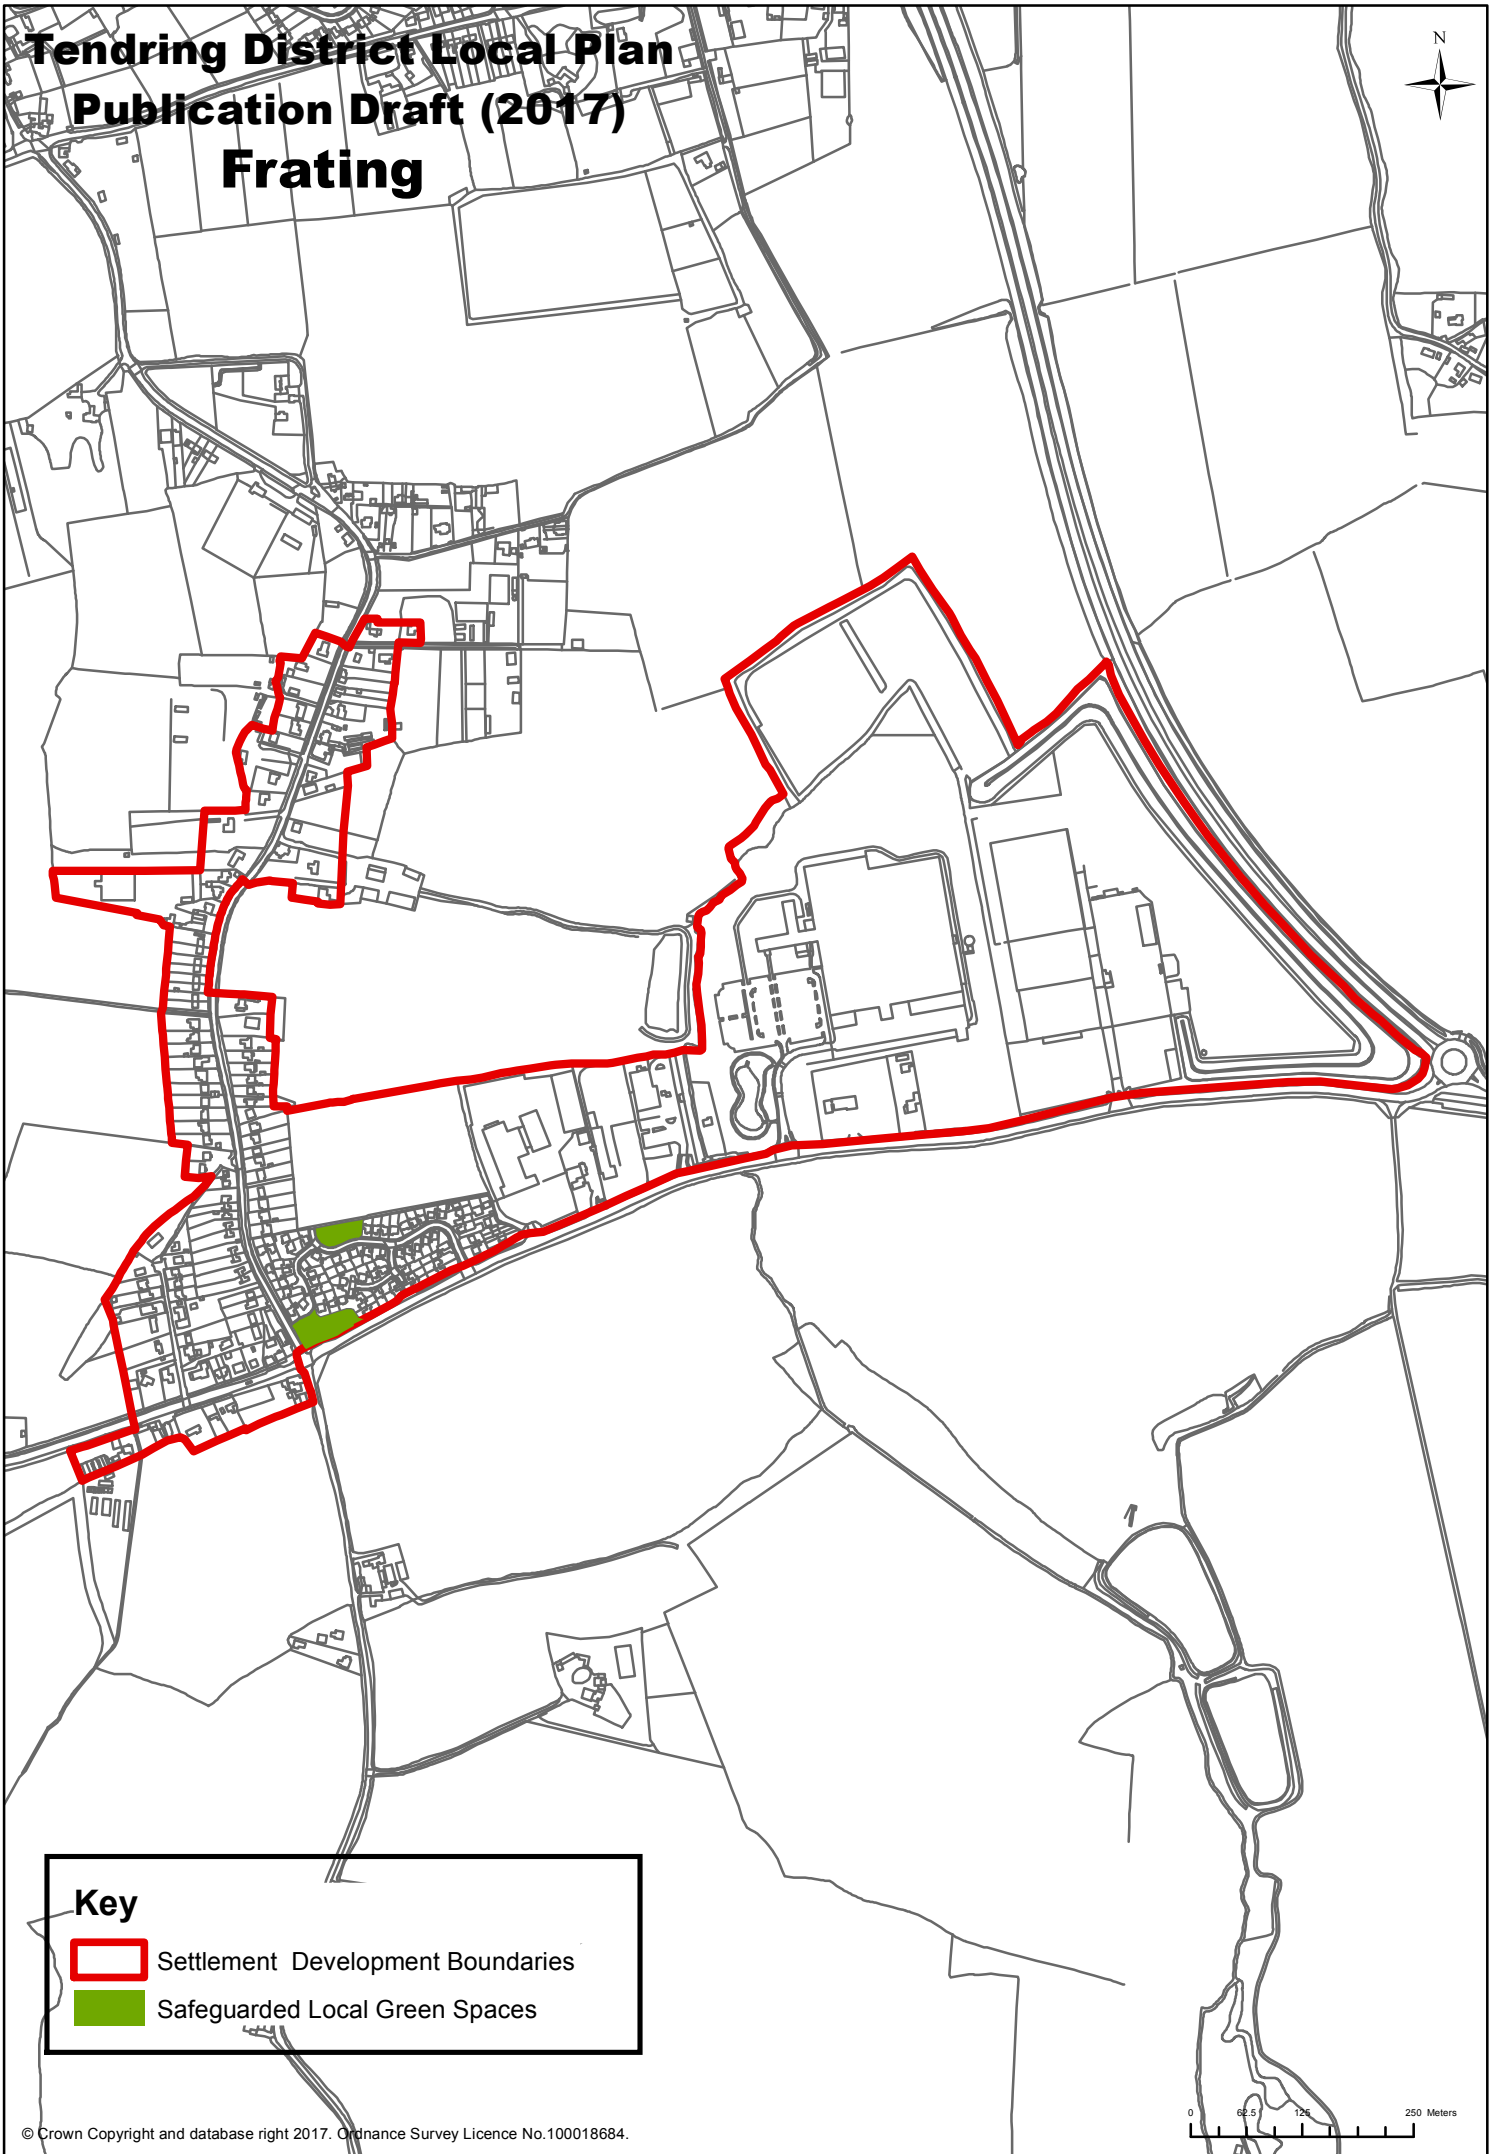 Tendring District Local Plan
Publication Draft (2017)
Frating
N
Key
Settlement Development Boundaries
Safeguarded Local Green Spaces
0 62.5 125 250 Meters
© Crown Copyright and database right 2017. Ordnance Survey Licence No.100018684.